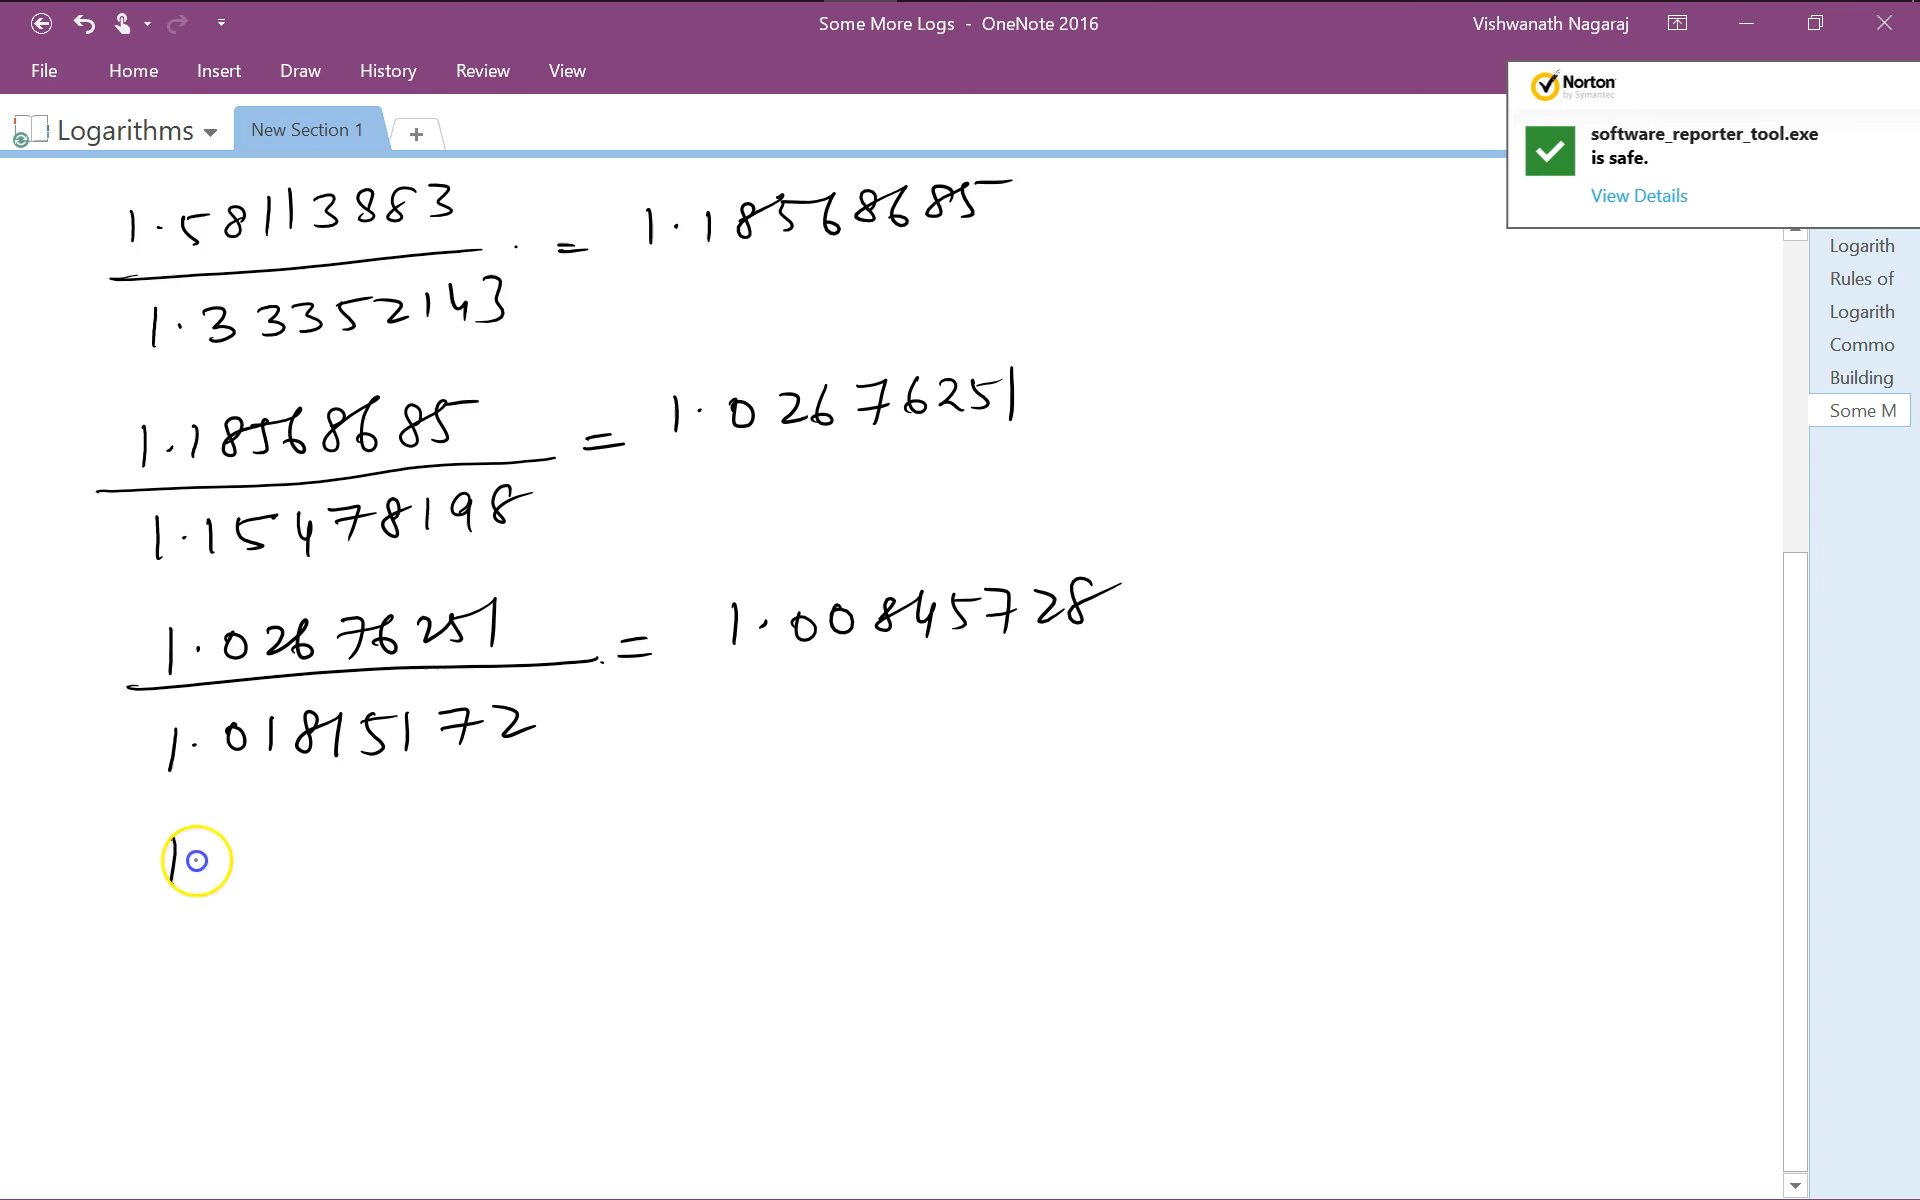 Some More Logs - OneNote 2016
Vishwanath Nagaraj
File Home Insert Draw History Review View
Norton
by Symantec
software_reporter_tool.exe
is safe.
View Details
Logarithms
New Section 1
+
1.58113883 = 1.18568685
1.33352143
1.18568685 = 1.02676251
1.15478198
1.02676251 = 1.00845728
1.01815172
1
Logarith
Rules of
Logarith
Commo
Building
Some M